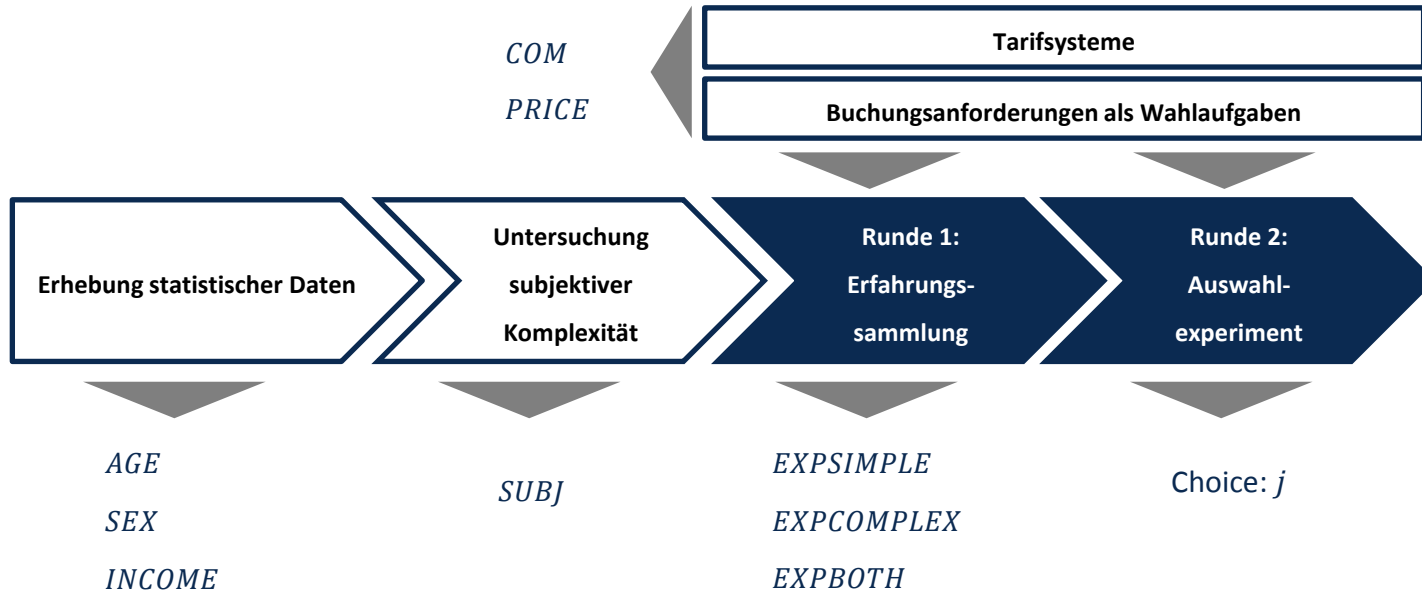 COM
PRICE
Tarifsysteme
Buchungsanforderungen als Wahlaufgaben
Erhebung statistischer Daten
Untersuchung
subjektiver
Komplexität
Runde 1:
Erfahrungs-
sammlung
Runde 2:
Auswahl-
experiment
AGE
SEX
INCOME
SUBJ
EXPSIMPLE
EXPCOMPLEX
EXPBOTH
Choice: j